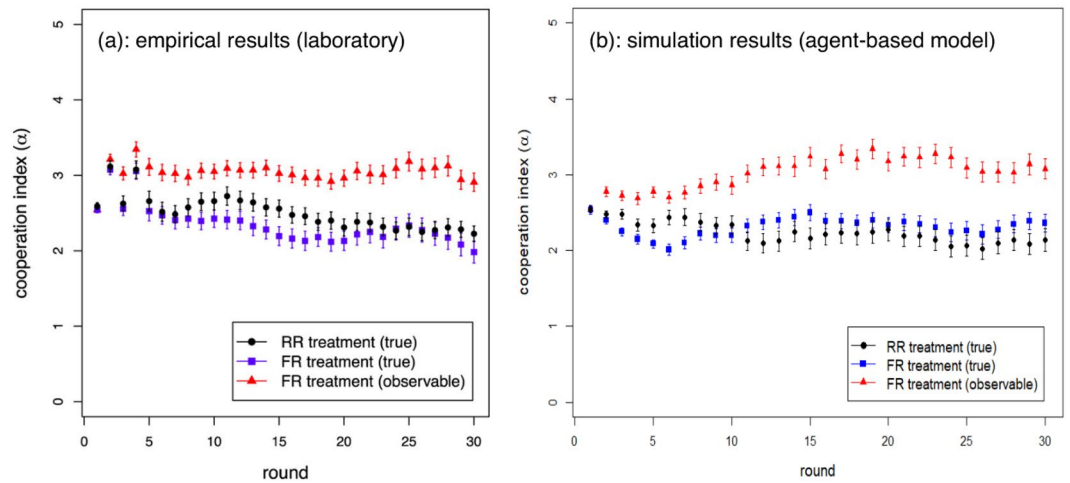 (a): empirical results (laboratory)
cooperation index (α)
5
4
3
2
1
0
RR treatment (true)
FR treatment (true)
FR treatment (observable)
0 5 10 15 20 25 30
round
(b): simulation results (agent-based model)
cooperation index (α)
5
4
3
2
1
0
RR treatment (true)
FR treatment (true)
FR treatment (observable)
0 5 10 15 20 25 30
round